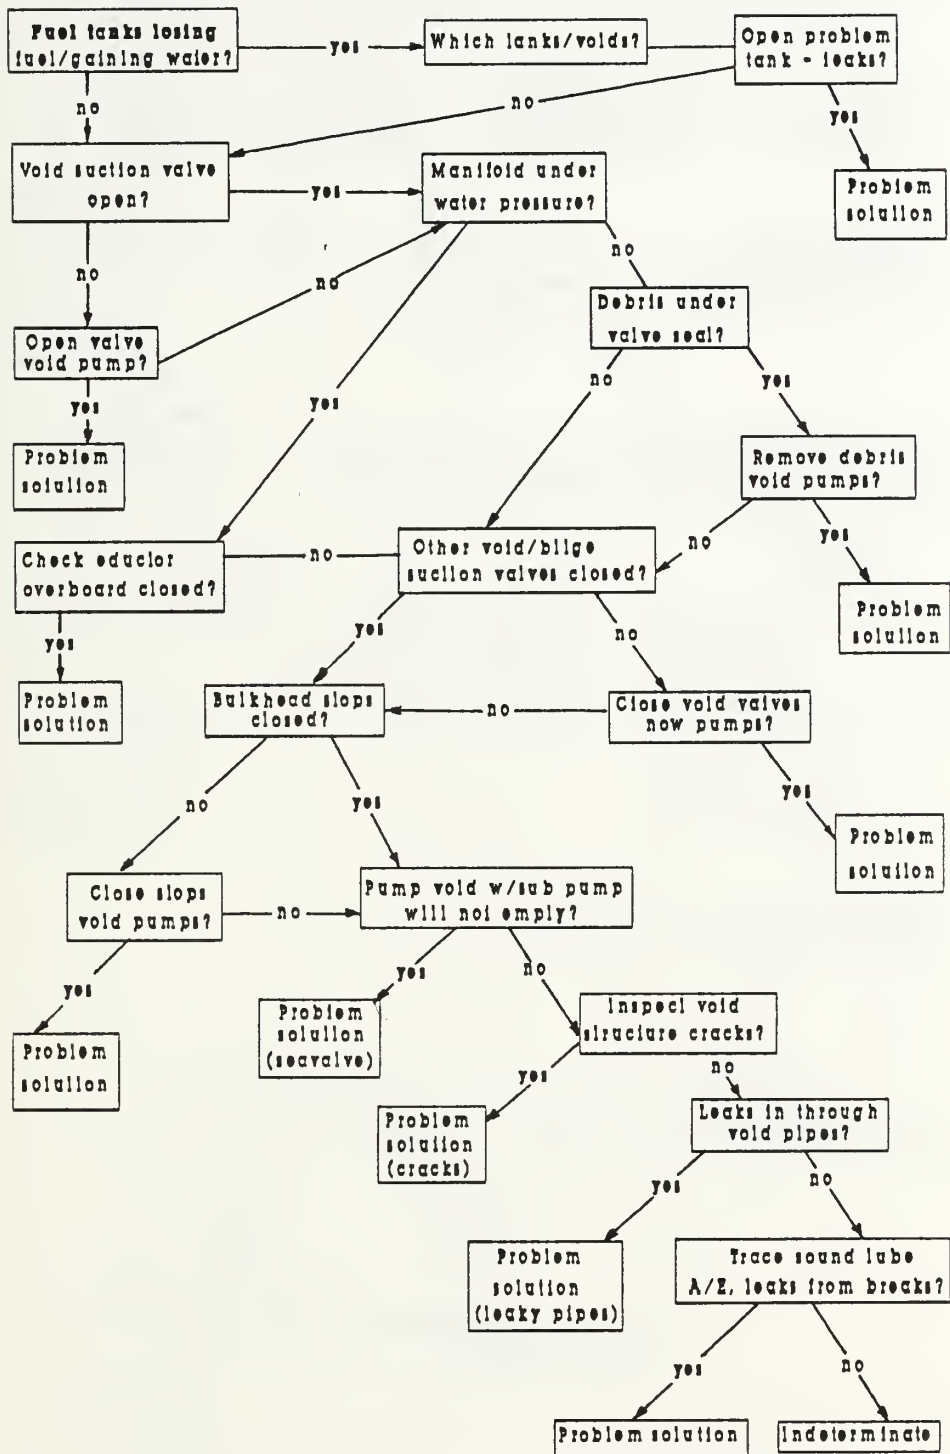 Fuel tanks losing
fuel/gaining water?
yes
Which tanks/voids?
Open problem
tank - leaks?
no
no
yes
Void suction valve
open?
yes
Manifold under
water pressure?
Problem
solution
no
no
no
Debris under
valve seal?
Open valve
void pump?
yes
yes
no
yes
Problem
solution
Remove debris
void pumps?
Check eductor
overboard closed?
no
Other void/bilge
suction valves closed?
no
yes
yes
Problem
solution
yes
no
Problem
solution
Bulkhead stops
closed?
no
Close void valves
now pumps?
no
yes
yes
Problem
solution
Close stops
void pumps?
no
Pump void w/sub pump
will not empty?
yes
yes
no
Problem
solution
Problem
solution
(seavalve)
Inspect void
structure cracks?
yes
no
Problem
solution
(cracks)
Leaks in through
void pipes?
yes
no
Problem
solution
(leaky pipes)
Trace sound tube
A/E, leaks from breaks?
yes
no
Problem solution
Indeterminate